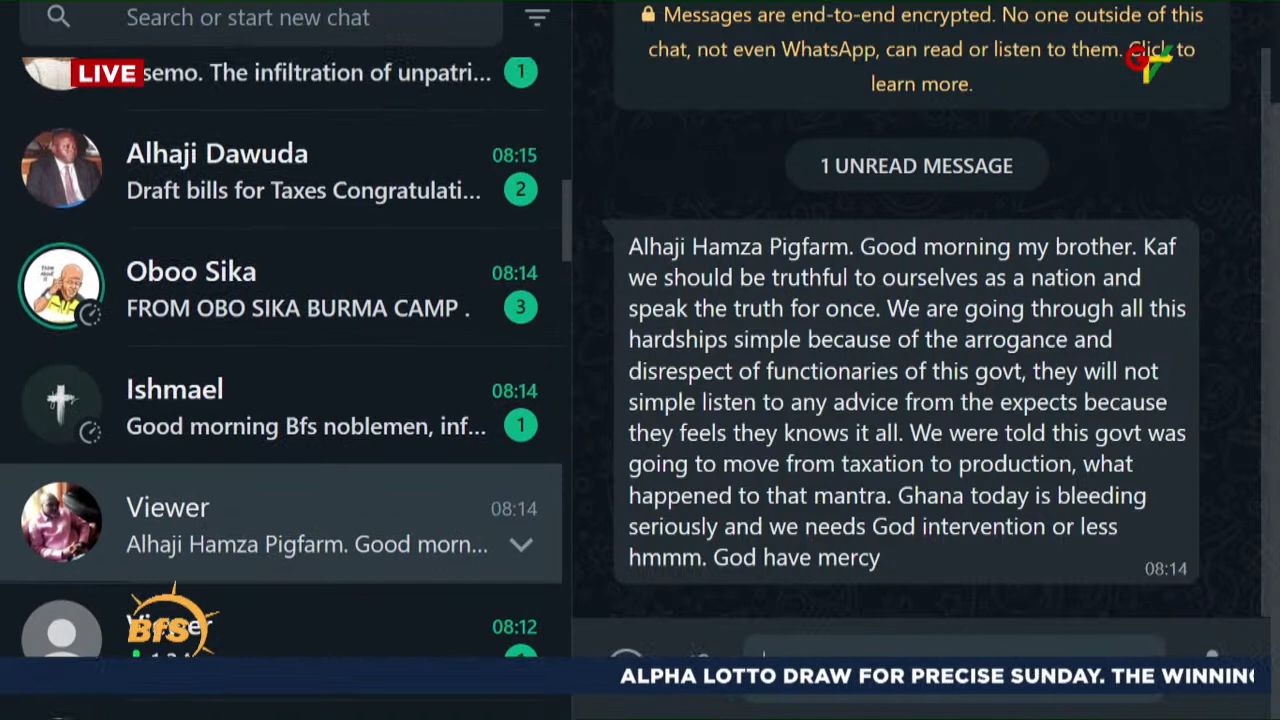 Search or start new chat
LIVE
semo. The infiltration of unpatri...
1
Alhaji Dawuda
08:15
Draft bills for Taxes Congratulati...
2
Oboo Sika
08:14
FROM OBO SIKA BURMA CAMP .
3
Ishmael
08:14
Good morning Bfs noblemen, inf...
1
Viewer
08:14
Alhaji Hamza Pigfarm. Good morn...
Viewer
08:12
BfS
Messages are end-to-end encrypted. No one outside of this
chat, not even WhatsApp, can read or listen to them. Click to
learn more.
1 UNREAD MESSAGE
Alhaji Hamza Pigfarm. Good morning my brother. Kaf
we should be truthful to ourselves as a nation and
speak the truth for once. We are going through all this
hardships simple because of the arrogance and
disrespect of functionaries of this govt, they will not
simple listen to any advice from the expects because
they feels they knows it all. We were told this govt was
going to move from taxation to production, what
happened to that mantra. Ghana today is bleeding
seriously and we needs God intervention or less
hmmm. God have mercy
08:14
ALPHA LOTTO DRAW FOR PRECISE SUNDAY. THE WINNING